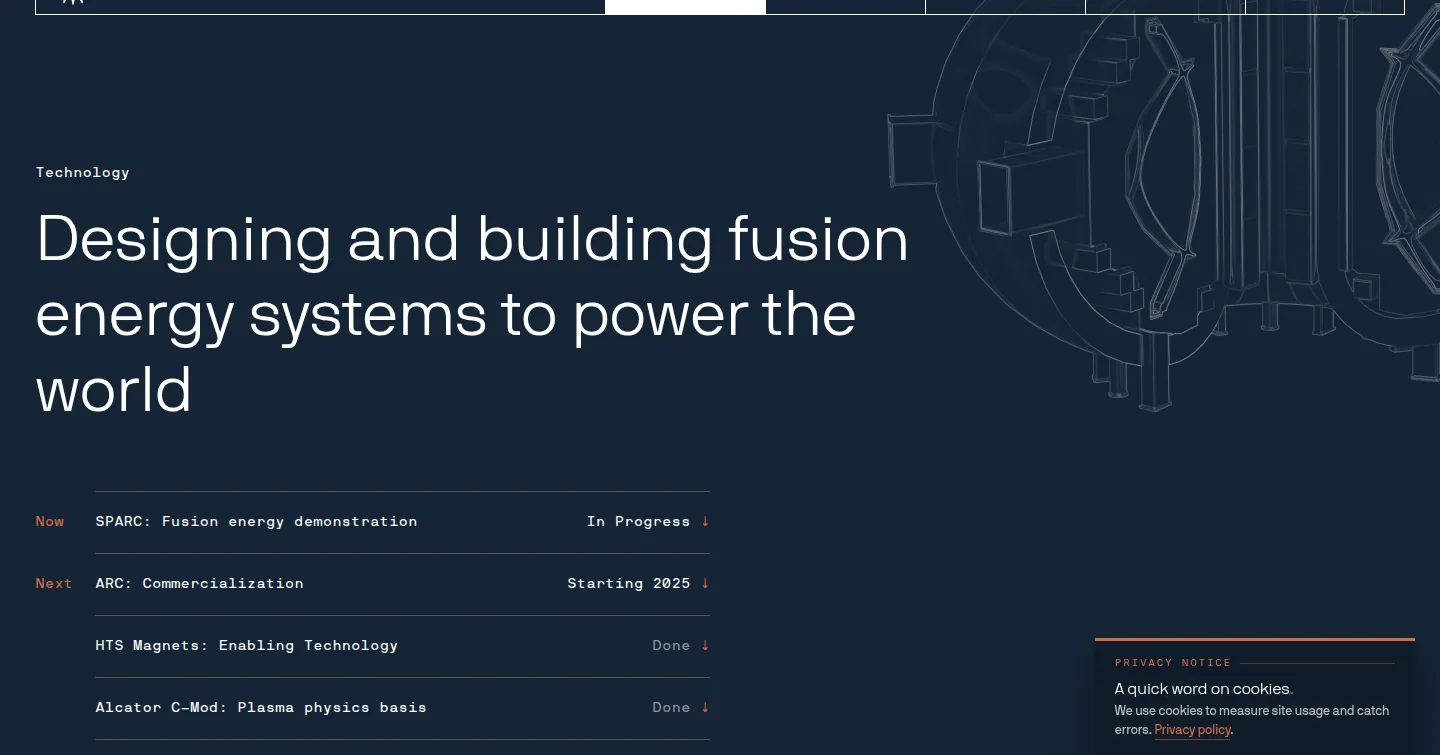 Technology
Designing and building fusion
energy systems to power the
world
Now SPARC: Fusion energy demonstration In Progress ↓
Next ARC: Commercialization Starting 2025 ↓
HTS Magnets: Enabling Technology Done ↓
Alcator C-Mod: Plasma physics basis Done ↓
PRIVACY NOTICE
A quick word on cookies.
We use cookies to measure site usage and catch
errors. Privacy policy.